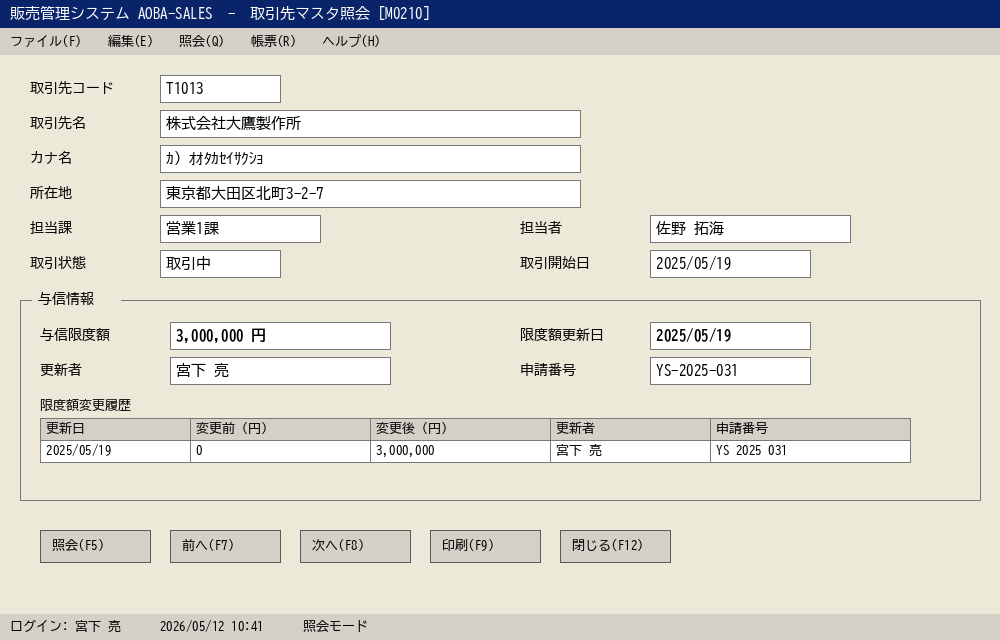 販売管理システム AOBA-SALES － 取引先マスタ照会 [M0210]
ファイル(F) 編集(E) 照会(Q) 帳票(R) ヘルプ(H)
取引先コード T1013
取引先名 株式会社大鷹製作所
カナ名 ｶ) ｵｵﾀｶｾｲｻｸｼｮ
所在地 東京都大田区北町3-2-7
担当課 営業1課 担当者 佐野 拓海
取引状態 取引中 取引開始日 2025/05/19
与信情報
与信限度額 3,000,000 円 限度額更新日 2025/05/19
更新者 宮下 亮 申請番号 YS-2025-031
限度額変更履歴
更新日 変更前（円） 変更後（円） 更新者 申請番号
2025/05/19 0 3,000,000 宮下 亮 YS 2025 031
照会(F5) 前へ(F7) 次へ(F8) 印刷(F9) 閉じる(F12)
ログイン: 宮下 亮 2026/05/12 10:41 照会モード